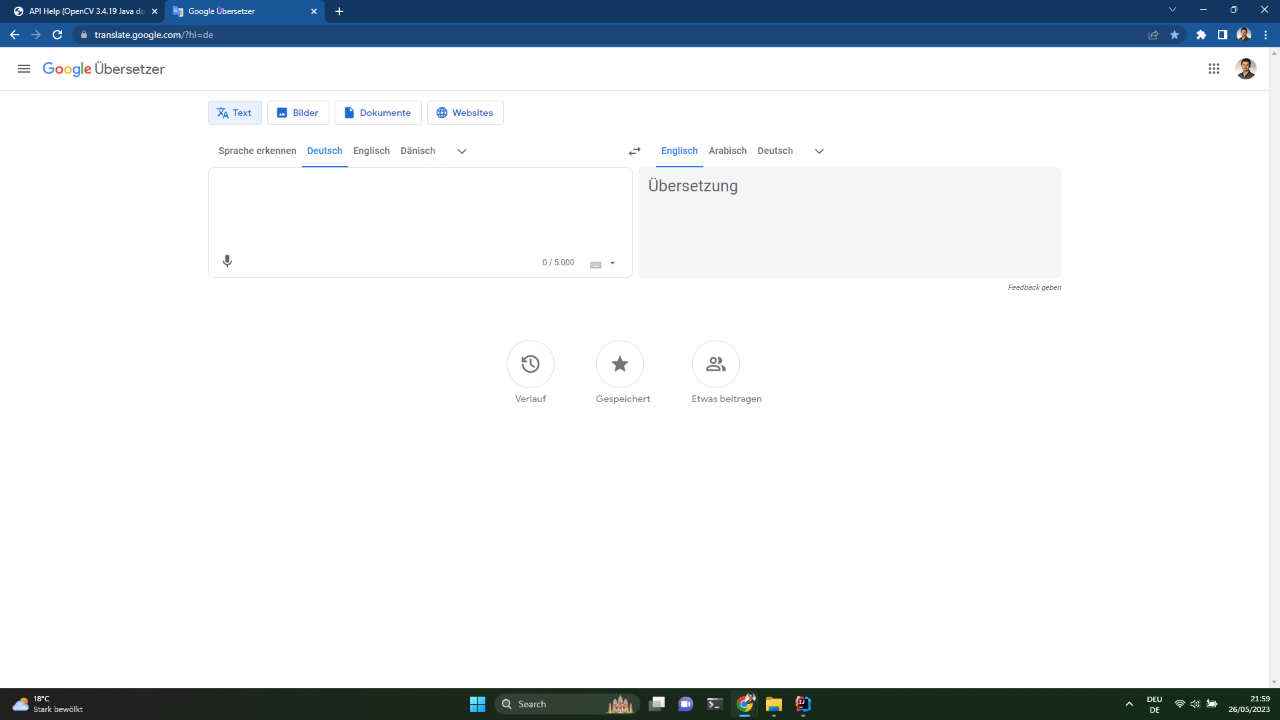 API Help (OpenCV 3.4.19 Java do
Google Übersetzer
translate.google.com/?hl=de
Google Übersetzer
Text
Bilder
Dokumente
Websites
Sprache erkennen
Deutsch
Englisch
Dänisch
Englisch
Arabisch
Deutsch
Übersetzung
0 / 5.000
Feedback geben
Verlauf
Gespeichert
Etwas beitragen
18°C
Stark bewölkt
Search
DEU
DE
21:59
26/05/2023